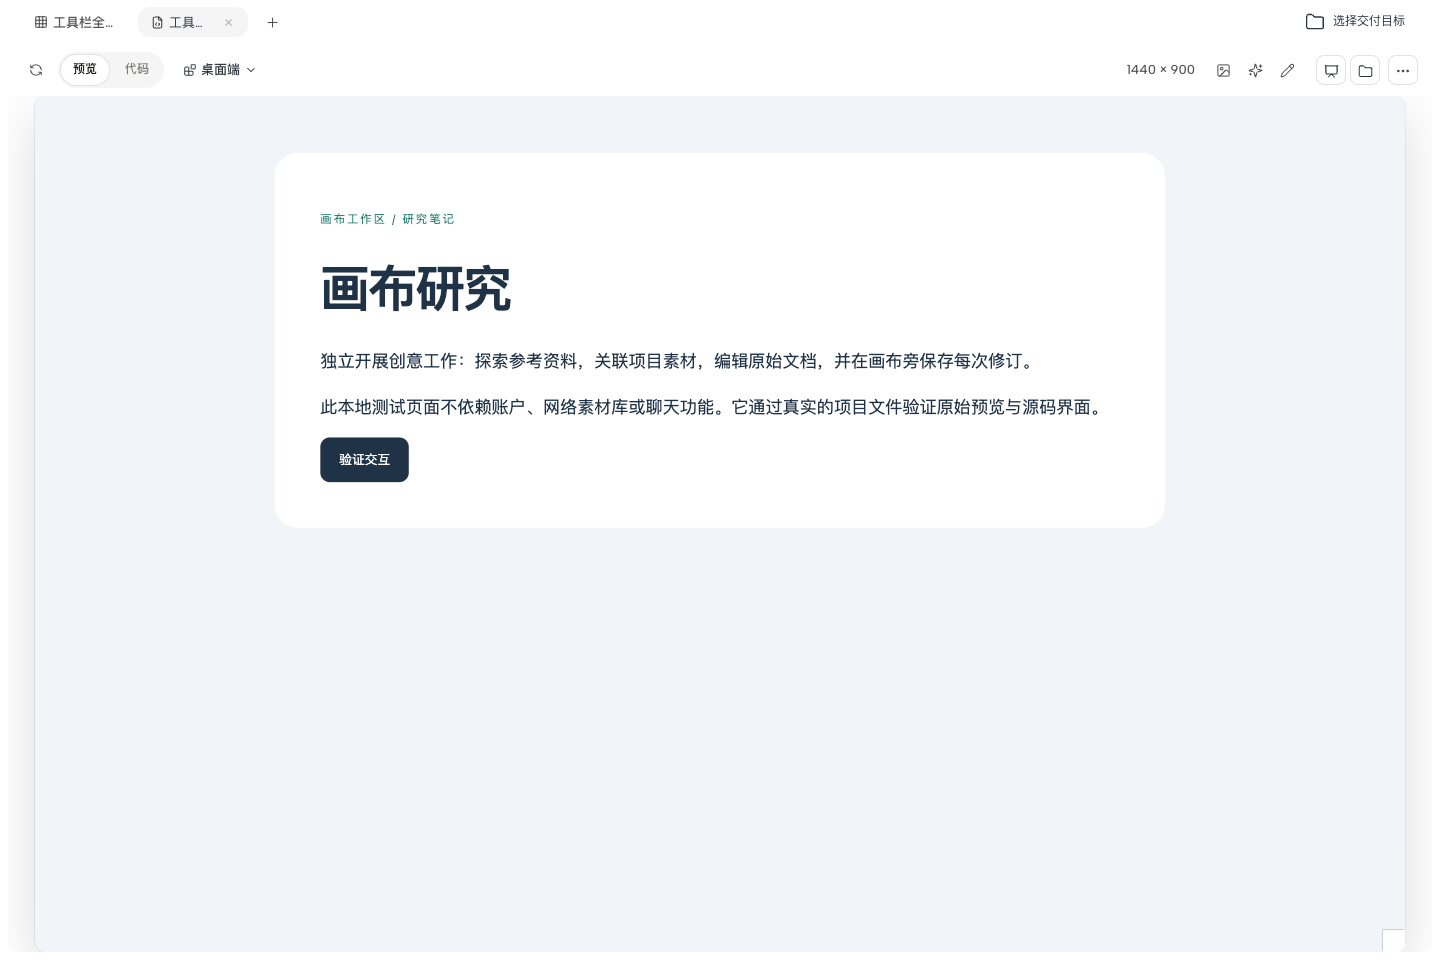 工具栏全...
工具...
选择交付目标
预览
代码
桌面端
1440 × 900
画布工作区 / 研究笔记
画布研究
独立开展创意工作：探索参考资料，关联项目素材，编辑原始文档，并在画布旁保存每次修订。
此本地测试页面不依赖账户、网络素材库或聊天功能。它通过真实的项目文件验证原始预览与源码界面。
验证交互